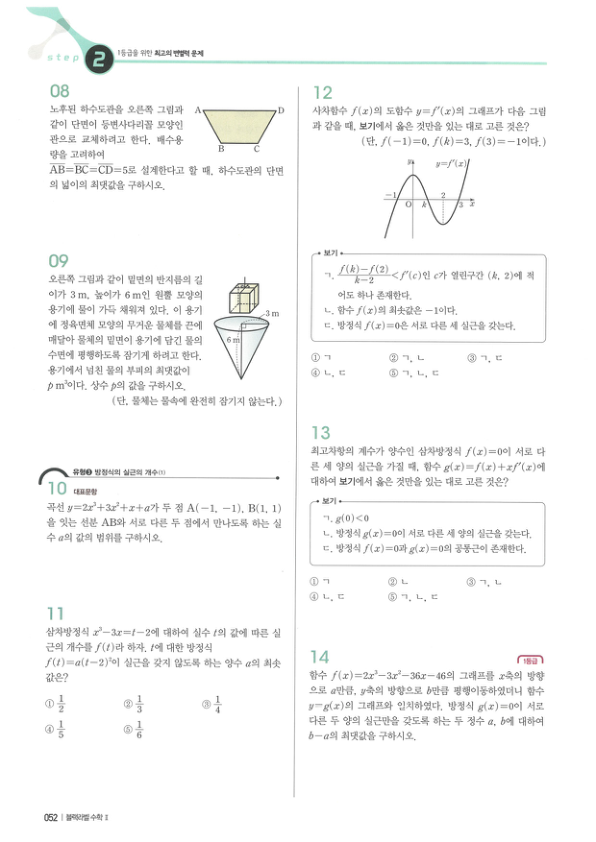 step 2
1등급을 위한 최고의 변별력 문제
08
노후된 하수도관을 오른쪽 그림과
같이 단면이 등변사다리꼴 모양인
관으로 교체하려고 한다. 배수용
량을 고려하여
AB=BC=CD=5로 설계한다고 할 때, 하수도관의 단면
의 넓이의 최댓값을 구하시오.
A D
B C
09
오른쪽 그림과 같이 밑면의 반지름의 길
이가 3 m, 높이가 6 m인 원뿔 모양의
용기에 물이 가득 채워져 있다. 이 용기
에 정육면체 모양의 무거운 물체를 끈에
매달아 물체의 밑면이 용기에 담긴 물의
수면에 평행하도록 잠기게 하려고 한다.
용기에서 넘친 물의 부피의 최댓값이
p m³이다. 상수 p의 값을 구하시오.
(단, 물체는 물속에 완전히 잠기지 않는다.)
3 m
6 m
유형❸ 방정식의 실근의 개수(1)
10 대표문항
곡선 y=2x³+3x²+x+a가 두 점 A(-1, -1), B(1, 1)
을 잇는 선분 AB와 서로 다른 두 점에서 만나도록 하는 실
수 a의 값의 범위를 구하시오.
11
삼차방정식 x³-3x=t-2에 대하여 실수 t의 값에 따른 실
근의 개수를 f(t)라 하자. t에 대한 방정식
f(t)=a(t-2)²이 실근을 갖지 않도록 하는 양수 a의 최솟
값은?
① 1/2 ② 1/3 ③ 1/4
④ 1/5 ⑤ 1/6
12
사차함수 f(x)의 도함수 y=f'(x)의 그래프가 다음 그림
과 같을 때, 보기에서 옳은 것만을 있는 대로 고른 것은?
(단, f(-1)=0, f(k)=3, f(3)=-1이다.)
y y=f'(x)
-1 O k 2 3 x
보기
ㄱ. f(k)-f(2)/k-2 <f'(c)인 c가 열린구간 (k, 2)에 적
어도 하나 존재한다.
ㄴ. 함수 f(x)의 최솟값은 -1이다.
ㄷ. 방정식 f(x)=0은 서로 다른 세 실근을 갖는다.
① ㄱ ② ㄱ, ㄴ ③ ㄱ, ㄷ
④ ㄴ, ㄷ ⑤ ㄱ, ㄴ, ㄷ
13
최고차항의 계수가 양수인 삼차방정식 f(x)=0이 서로 다
른 세 양의 실근을 가질 때, 함수 g(x)=f(x)+xf'(x)에
대하여 보기에서 옳은 것만을 있는 대로 고른 것은?
보기
ㄱ. g(0)<0
ㄴ. 방정식 g(x)=0이 서로 다른 세 양의 실근을 갖는다.
ㄷ. 방정식 f(x)=0과 g(x)=0의 공통근이 존재한다.
① ㄱ ② ㄴ ③ ㄱ, ㄴ
④ ㄴ, ㄷ ⑤ ㄱ, ㄴ, ㄷ
14
1등급
함수 f(x)=2x³-3x²-36x-46의 그래프를 x축의 방향
으로 a만큼, y축의 방향으로 b만큼 평행이동하였더니 함수
y=g(x)의 그래프와 일치하였다. 방정식 g(x)=0이 서로
다른 두 양의 실근만을 갖도록 하는 두 정수 a, b에 대하여
b-a의 최댓값을 구하시오.
052 | 블랙라벨 수학 Ⅱ